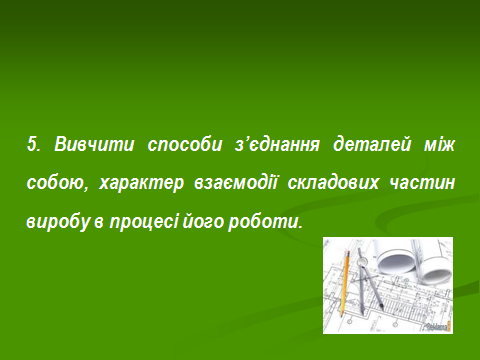 5. Вивчити способи з’єднання деталей між
собою, характер взаємодії складових частин
виробу в процесі його роботи.